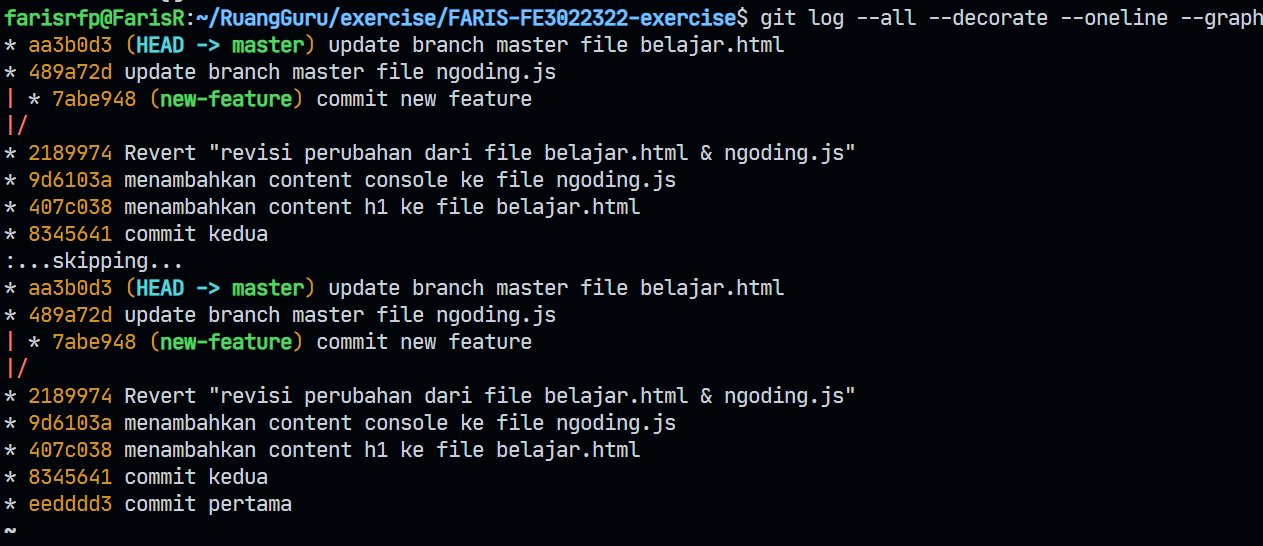 farisrfp@FarisR:~/RuangGuru/exercise/FARIS-FE3022322-exercise$ git log --all --decorate --oneline --graph
* aa3b0d3 (HEAD -> master) update branch master file belajar.html
* 489a72d update branch master file ngoding.js
| * 7abe948 (new-feature) commit new feature
|/
* 2189974 Revert "revisi perubahan dari file belajar.html & ngoding.js"
* 9d6103a menambahkan content console ke file ngoding.js
* 407c038 menambahkan content h1 ke file belajar.html
* 8345641 commit kedua
:...skipping...
* aa3b0d3 (HEAD -> master) update branch master file belajar.html
* 489a72d update branch master file ngoding.js
| * 7abe948 (new-feature) commit new feature
|/
* 2189974 Revert "revisi perubahan dari file belajar.html & ngoding.js"
* 9d6103a menambahkan content console ke file ngoding.js
* 407c038 menambahkan content h1 ke file belajar.html
* 8345641 commit kedua
* eedddd3 commit pertama
~